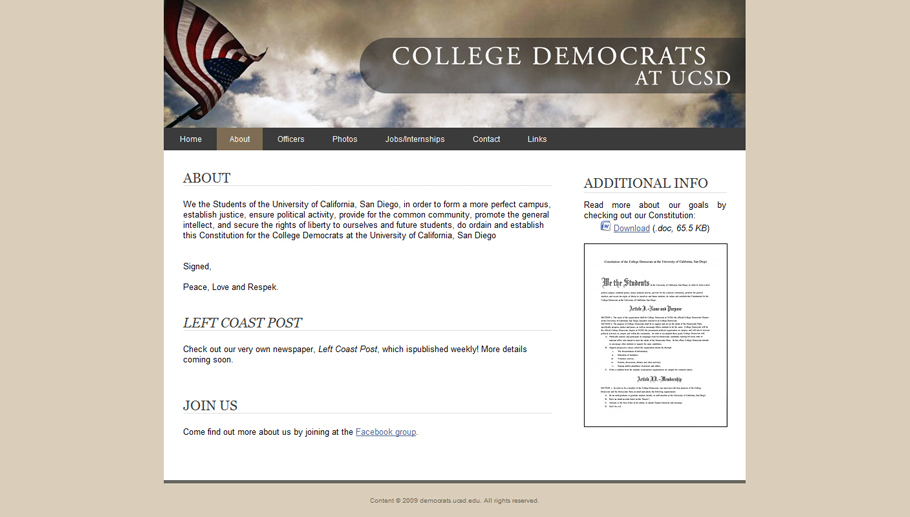 COLLEGE DEMOCRATS
AT UCSD
Home About Officers Photos Jobs/Internships Contact Links
ABOUT
We the Students of the University of California, San Diego, in order to form a more perfect campus,
establish justice, ensure political activity, provide for the common community, promote the general
intellect, and secure the rights of liberty to ourselves and future students, do ordain and establish
this Constitution for the College Democrats at the University of California, San Diego
Signed,
Peace, Love and Respek.
LEFT COAST POST
Check out our very own newspaper, Left Coast Post, which ispublished weekly! More details
coming soon.
JOIN US
Come find out more about us by joining at the Facebook group.
ADDITIONAL INFO
Read more about our goals by
checking out our Constitution:
Download (.doc, 65.5 KB)
Constitution of the College Democrats at the University of California, San Diego
We the Students
Article I.-Name and Purpose
Article II.-Membership
Content © 2009 democrats.ucsd.edu. All rights reserved.